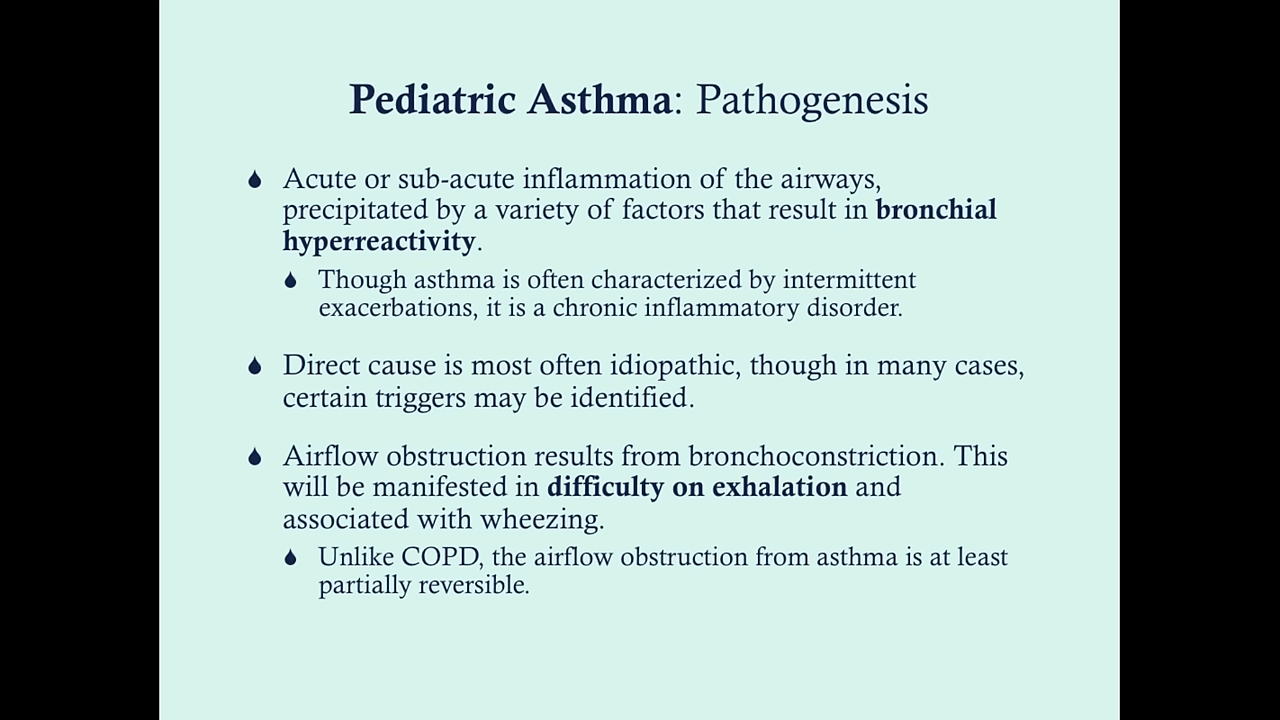 Pediatric Asthma: Pathogenesis
Acute or sub-acute inflammation of the airways,
precipitated by a variety of factors that result in bronchial
hyperreactivity.
Though asthma is often characterized by intermittent
exacerbations, it is a chronic inflammatory disorder.
Direct cause is most often idiopathic, though in many cases,
certain triggers may be identified.
Airflow obstruction results from bronchoconstriction. This
will be manifested in difficulty on exhalation and
associated with wheezing.
Unlike COPD, the airflow obstruction from asthma is at least
partially reversible.